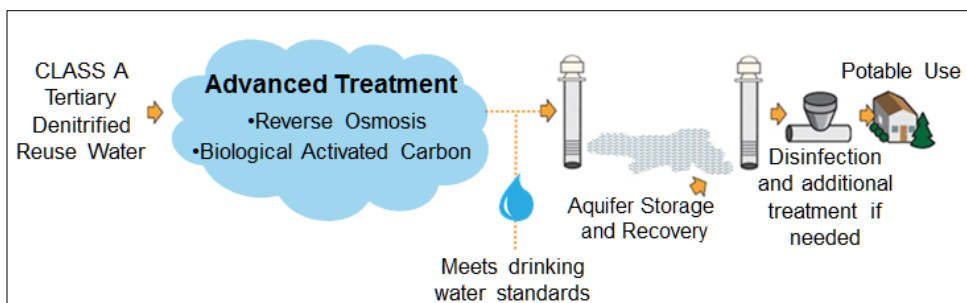 CLASS A
Tertiary
Denitrified
Reuse Water
Advanced Treatment
•Reverse Osmosis
•Biological Activated Carbon
Meets drinking
water standards
Aquifer Storage
and Recovery
Disinfection
and additional
treatment if
needed
Potable Use